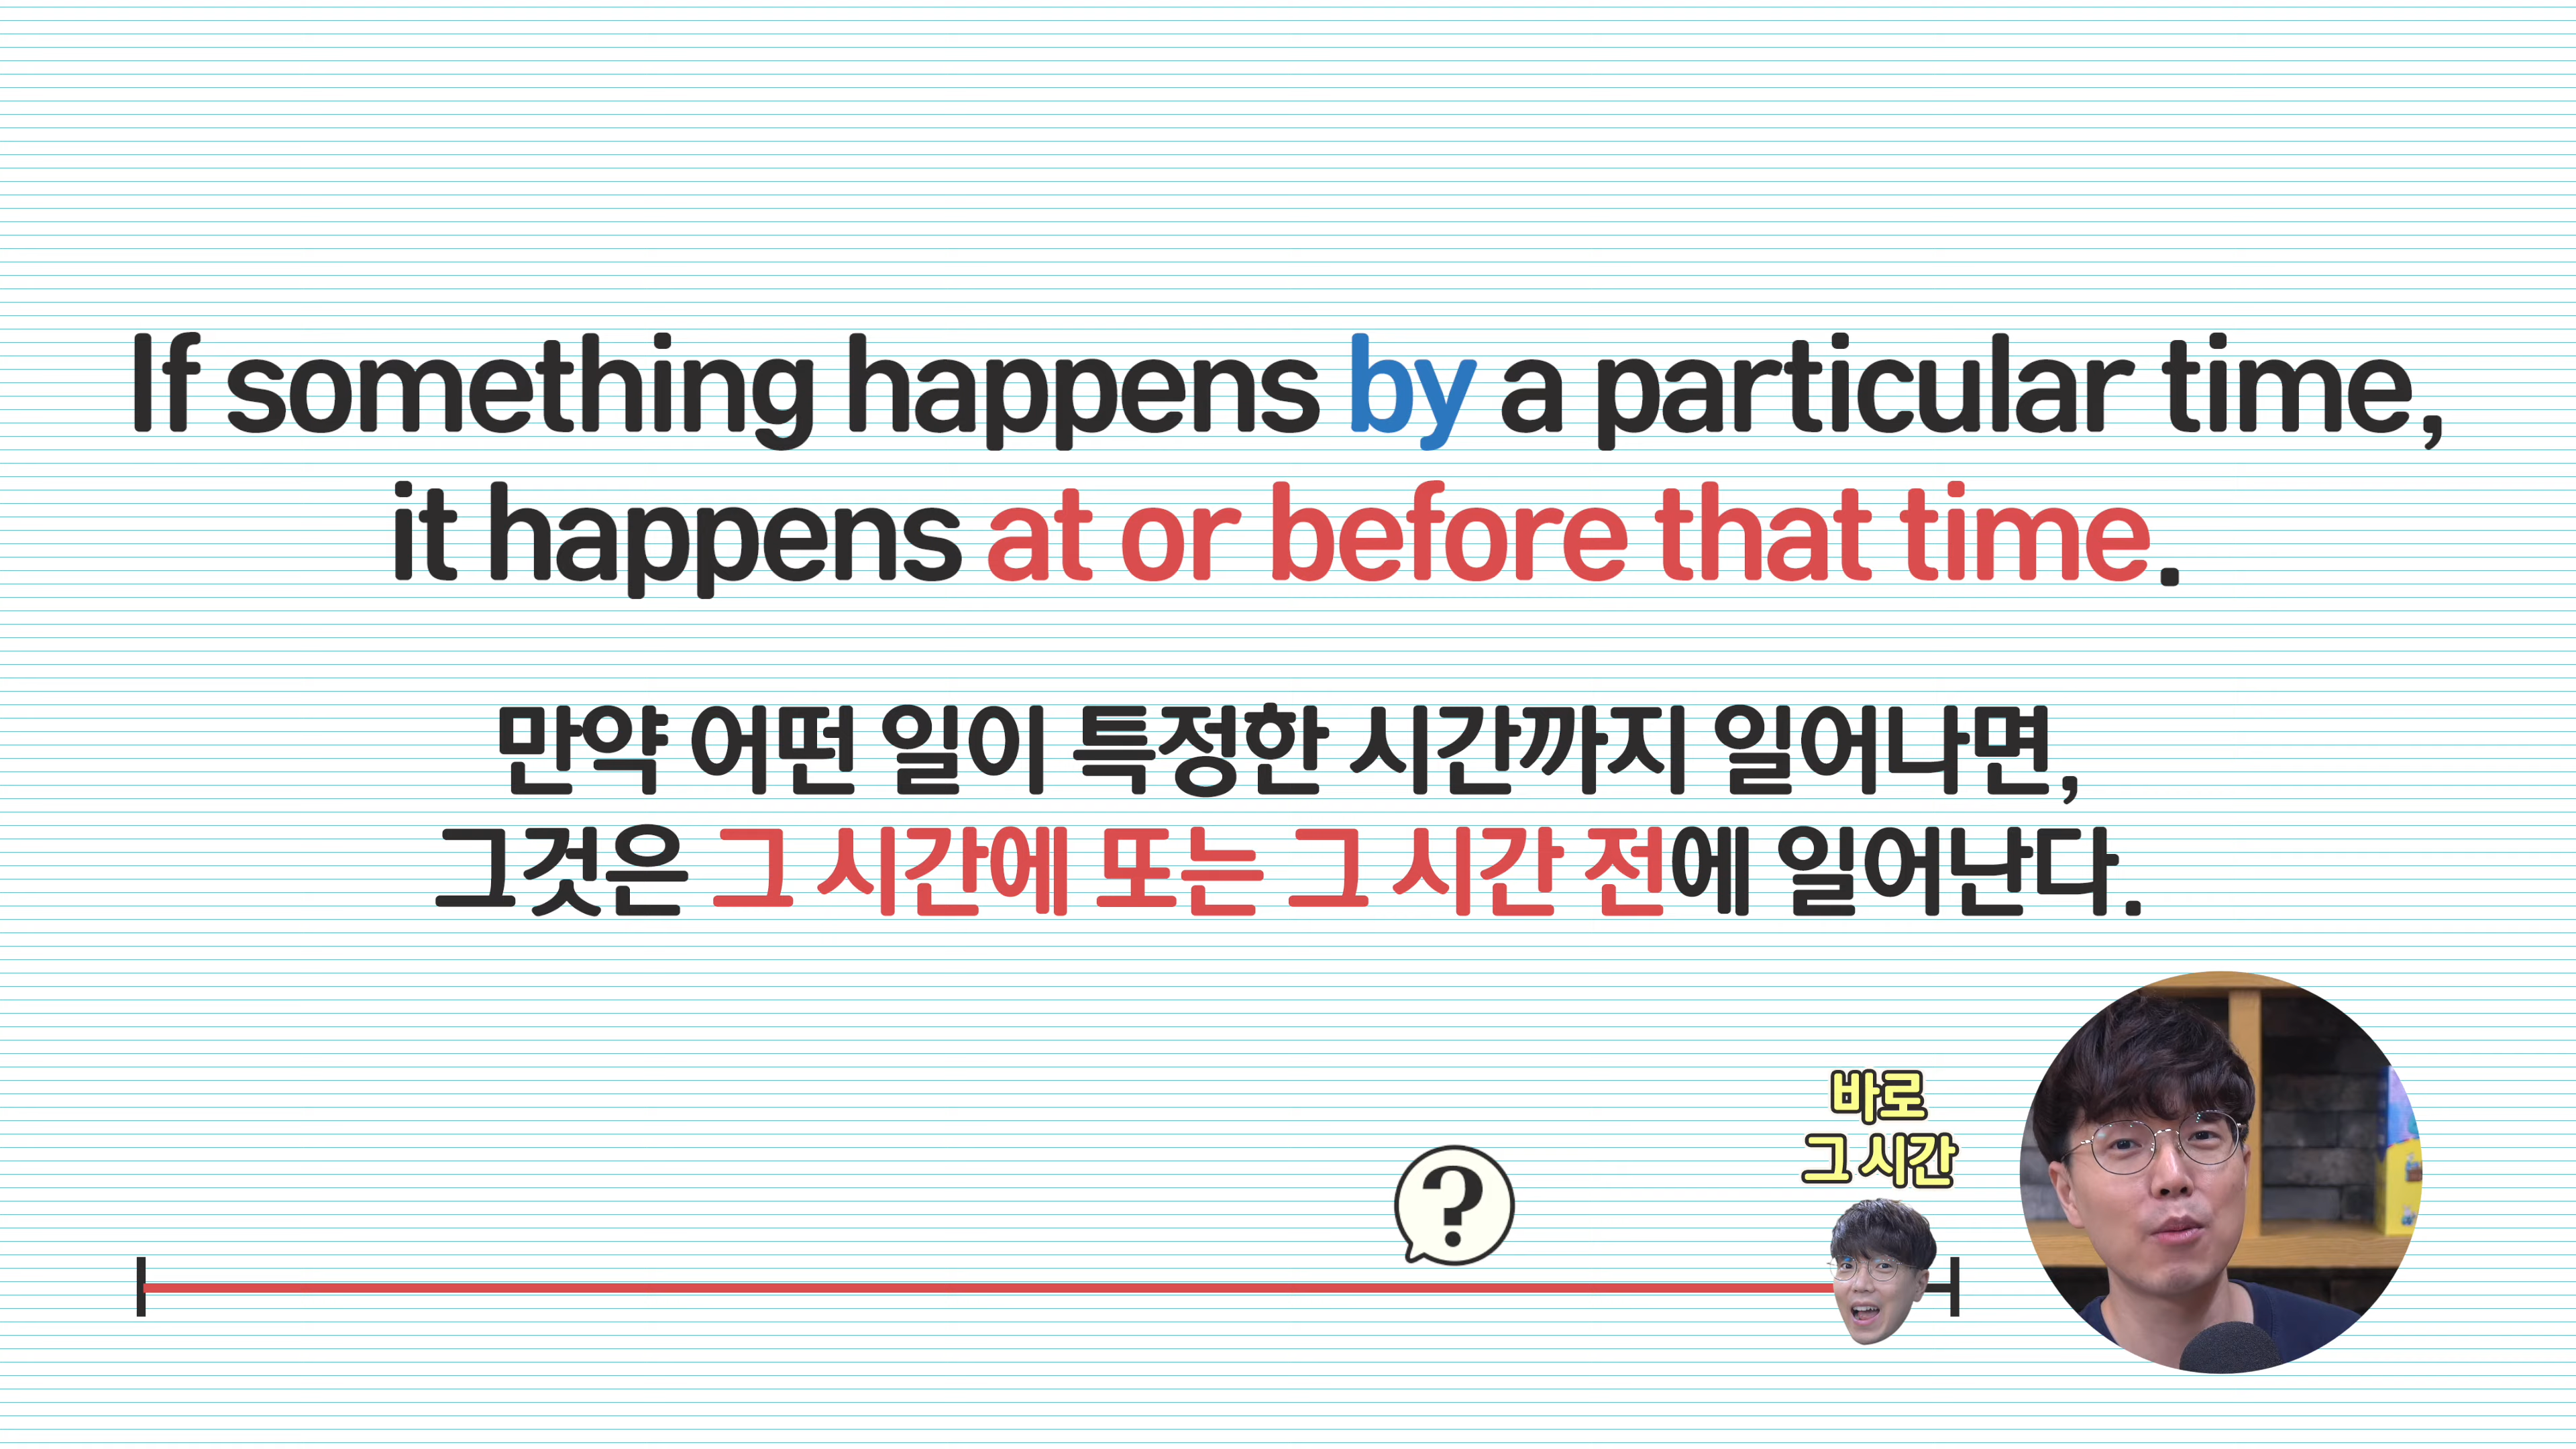 If something happens by a particular time,
it happens at or before that time.
만약 어떤 일이 특정한 시간까지 일어나면,
그것은 그 시간에 또는 그 시간 전에 일어난다.
바로
그 시간
?